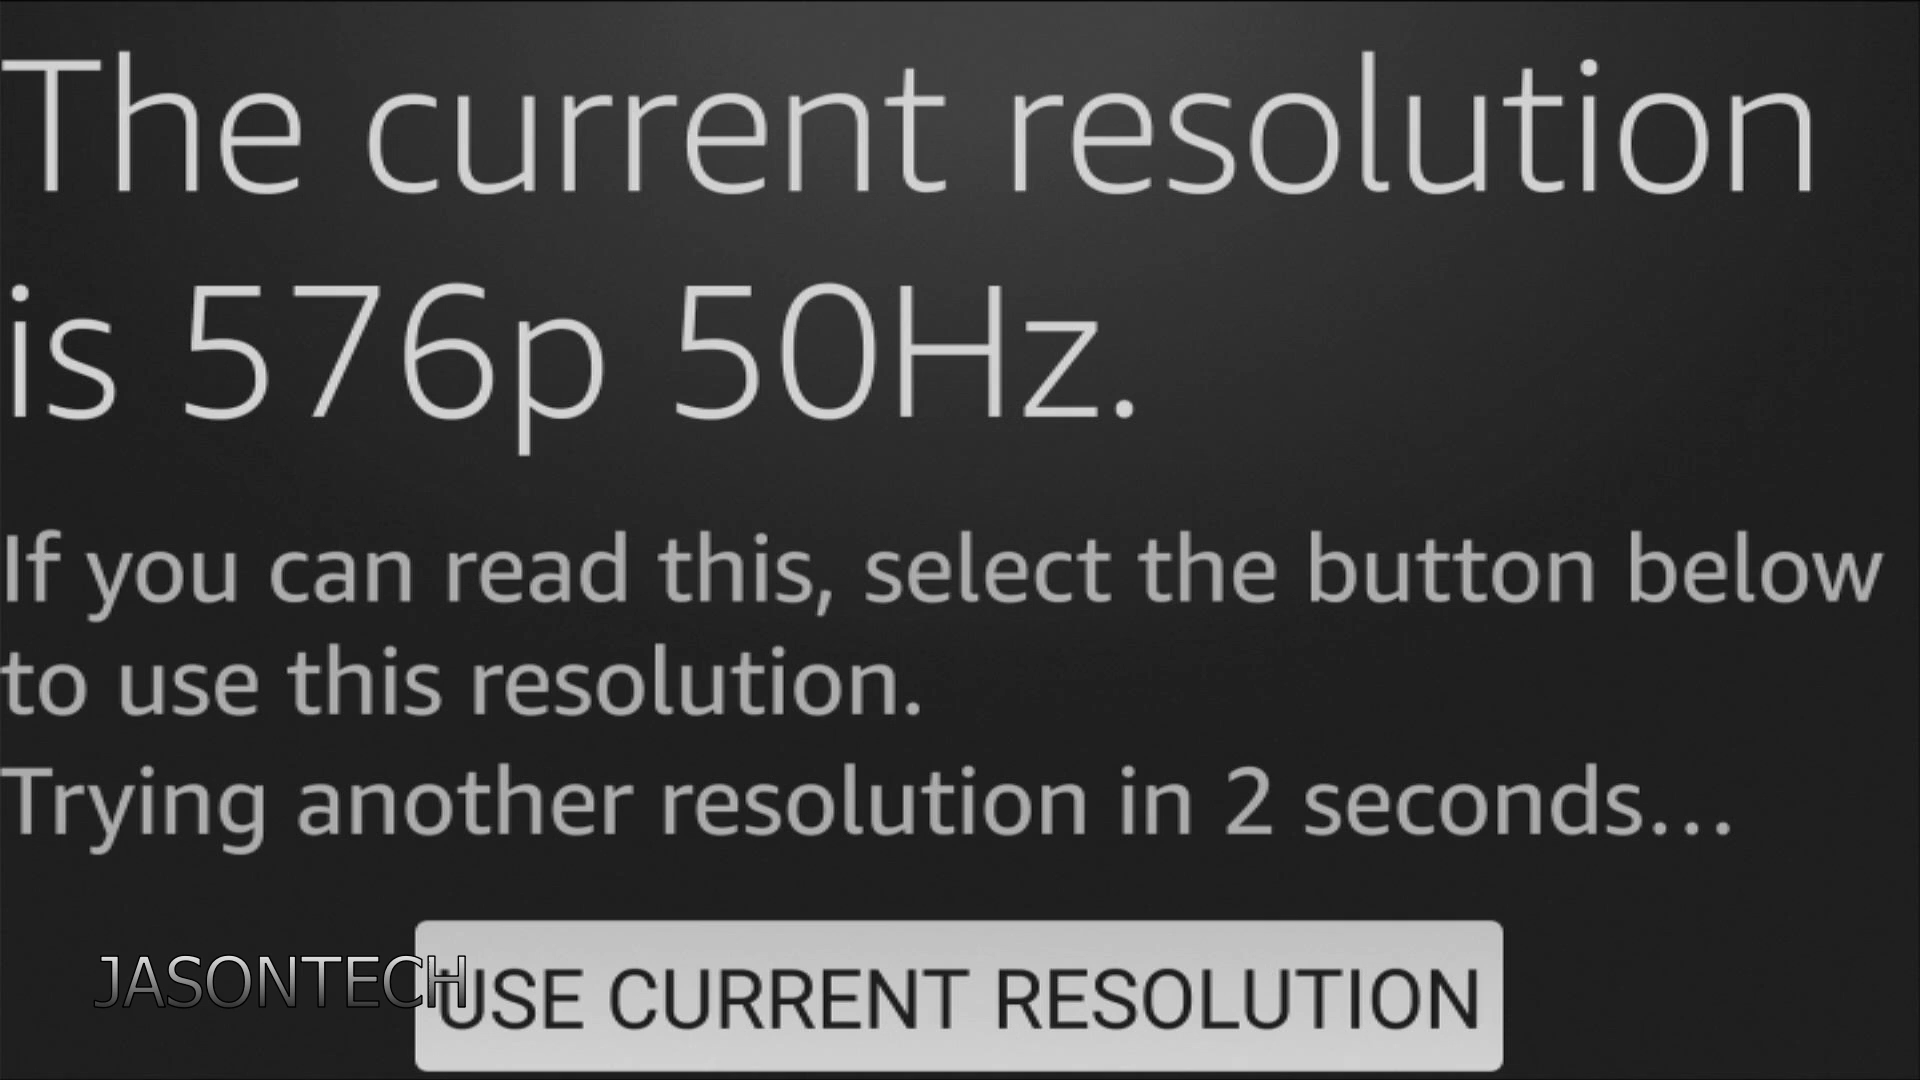 The current resolution
is 576p 50Hz.
If you can read this, select the button below
to use this resolution.
Trying another resolution in 2 seconds...
JASONTECH
USE CURRENT RESOLUTION